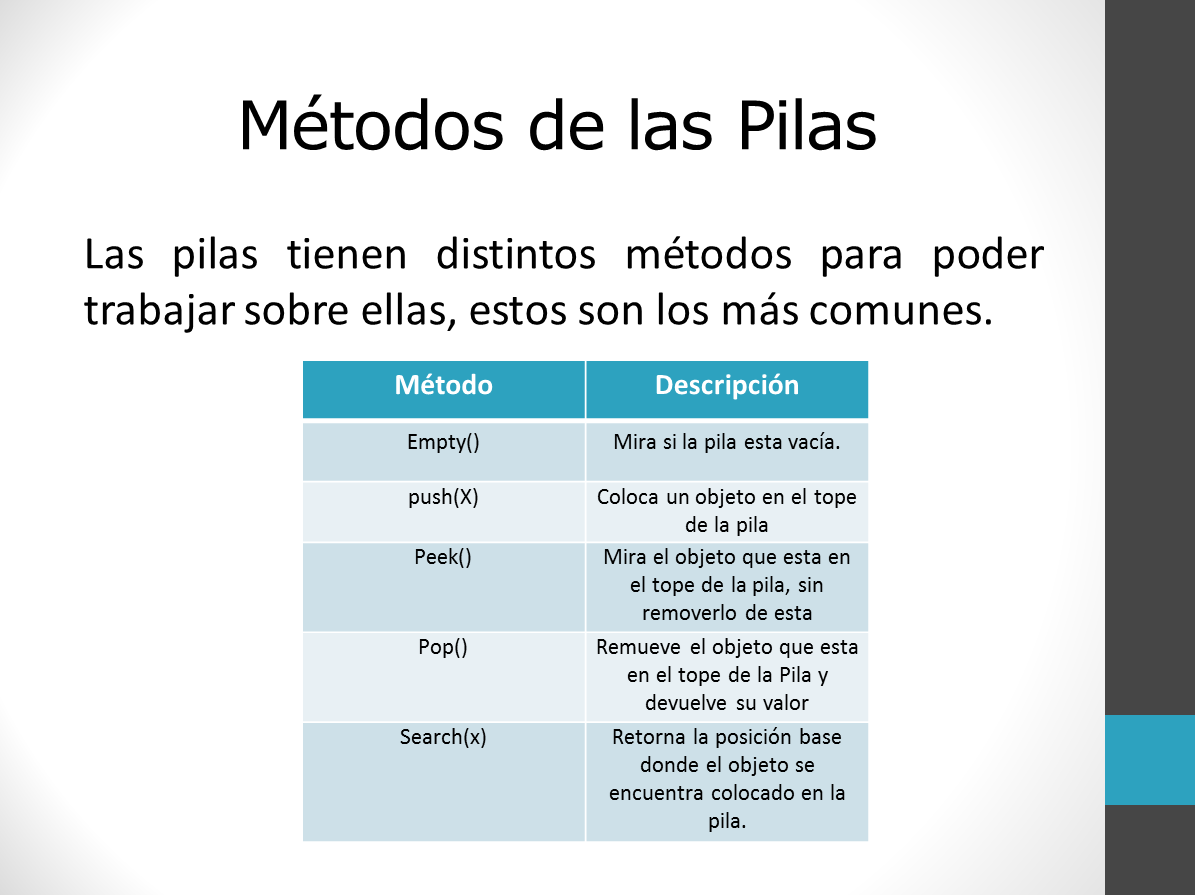 Métodos de las Pilas
Las pilas tienen distintos métodos para poder
trabajar sobre ellas, estos son los más comunes.
Método Descripción
Empty() Mira si la pila esta vacía.
push(X) Coloca un objeto en el tope
de la pila
Peek() Mira el objeto que esta en
el tope de la pila, sin
removerlo de esta
Pop() Remueve el objeto que esta
en el tope de la Pila y
devuelve su valor
Search(x) Retorna la posición base
donde el objeto se
encuentra colocado en la
pila.